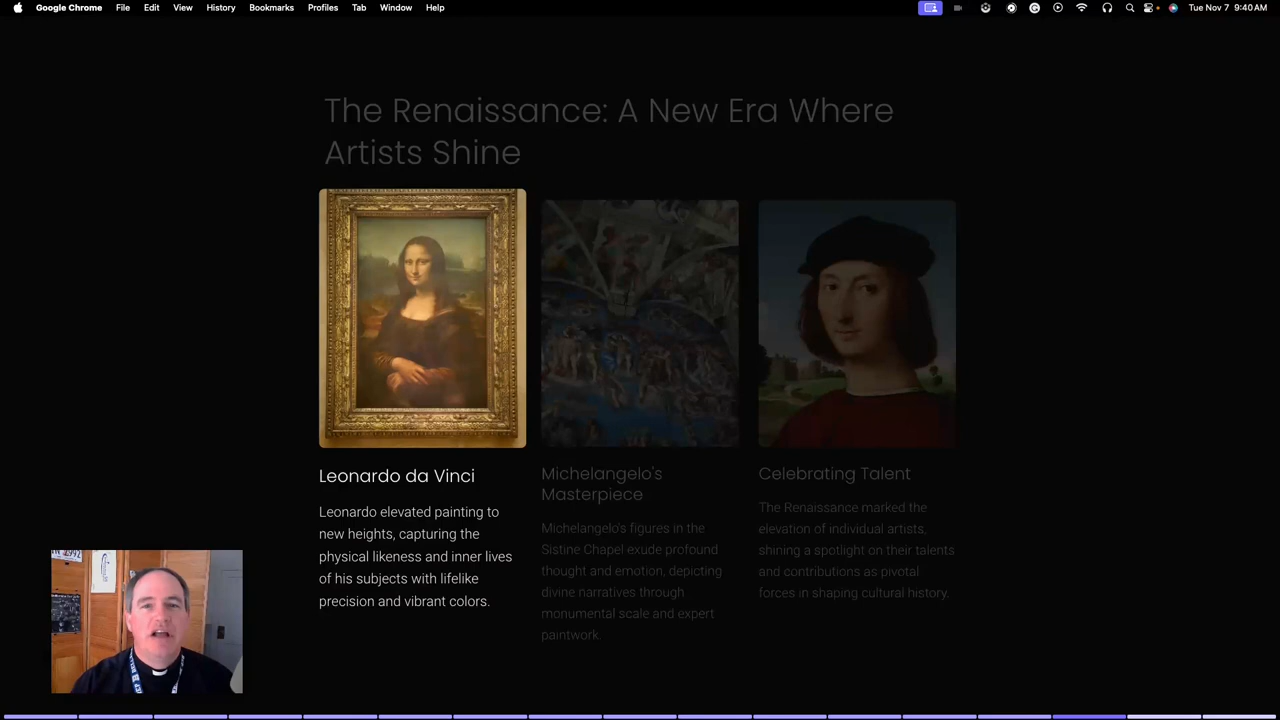 Google Chrome File Edit View History Bookmarks Profiles Tab Window Help Tue Nov 7 9:40 AM
The Renaissance: A New Era Where
Artists Shine
Leonardo da Vinci
Leonardo elevated painting to
new heights, capturing the
physical likeness and inner lives
of his subjects with lifelike
precision and vibrant colors.
Michelangelo's
Masterpiece
Michelangelo's figures in the
Sistine Chapel exude profound
thought and emotion, depicting
divine narratives through
monumental scale and expert
paintwork.
Celebrating Talent
The Renaissance marked the
elevation of individual artists,
shining a spotlight on their talents
and contributions as pivotal
forces in shaping cultural history.